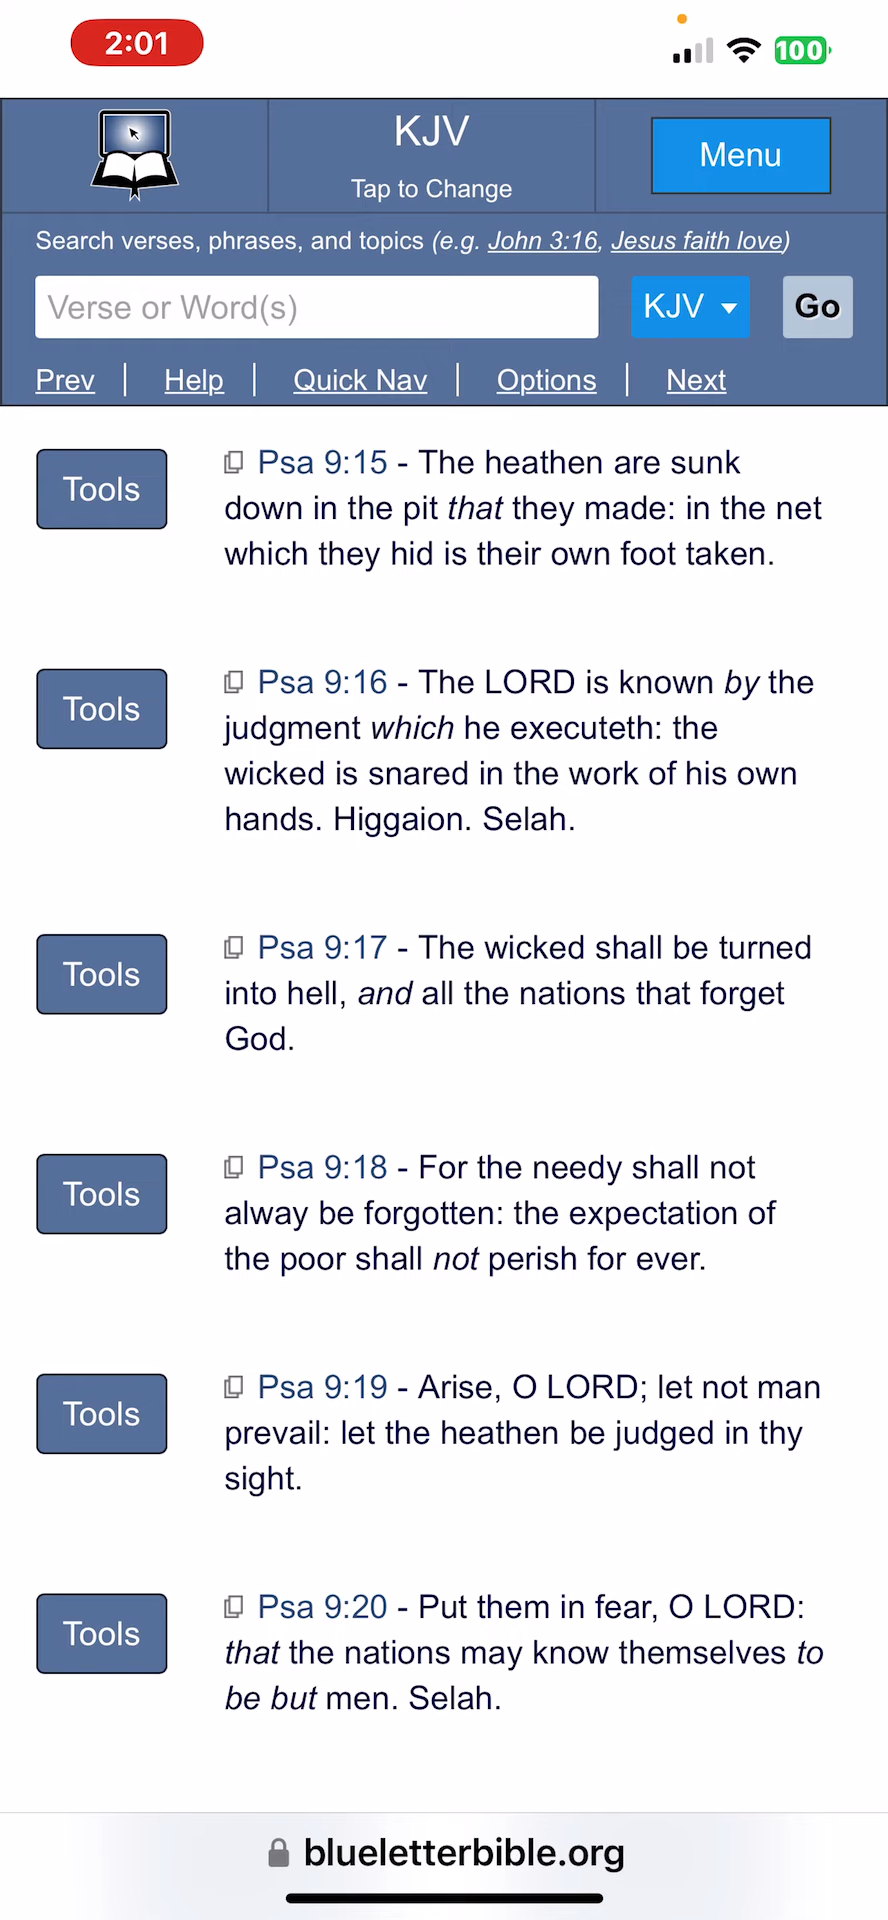 2:01
100
KJV
Tap to Change
Menu
Search verses, phrases, and topics (e.g. John 3:16, Jesus faith love)
Verse or Word(s)
KJV
Go
Prev | Help | Quick Nav | Options | Next
Tools
Psa 9:15 - The heathen are sunk
down in the pit that they made: in the net
which they hid is their own foot taken.
Tools
Psa 9:16 - The LORD is known by the
judgment which he executeth: the
wicked is snared in the work of his own
hands. Higgaion. Selah.
Tools
Psa 9:17 - The wicked shall be turned
into hell, and all the nations that forget
God.
Tools
Psa 9:18 - For the needy shall not
alway be forgotten: the expectation of
the poor shall not perish for ever.
Tools
Psa 9:19 - Arise, O LORD; let not man
prevail: let the heathen be judged in thy
sight.
Tools
Psa 9:20 - Put them in fear, O LORD:
that the nations may know themselves to
be but men. Selah.
blueletterbible.org